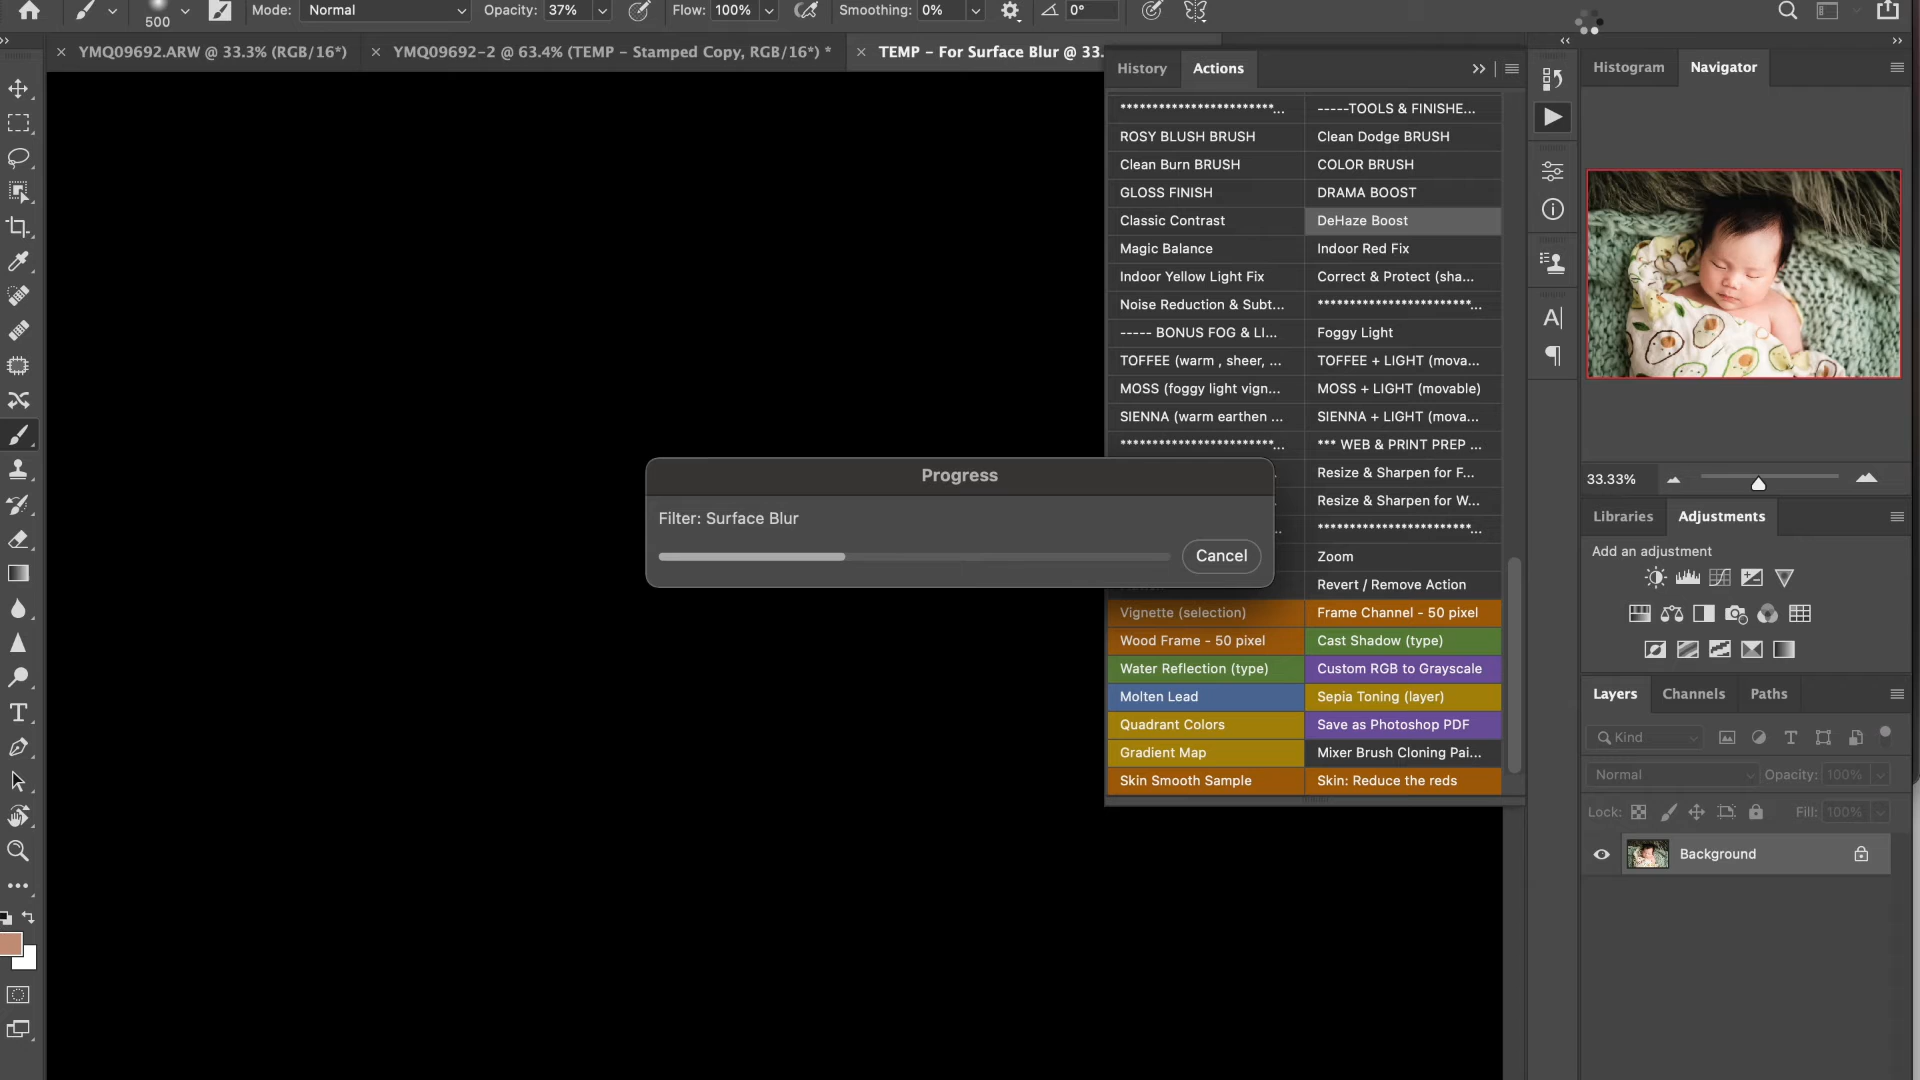 500
Mode: Normal
Opacity: 37%
Flow: 100%
Smoothing: 0%
0°
YMQ09692.ARW @ 33.3% (RGB/16*)
YMQ09692-2 @ 63.4% (TEMP - Stamped Copy, RGB/16*) *
TEMP - For Surface Blur @ 33.
History
Actions
Histogram
Navigator
************************...
-----TOOLS & FINISHE...
ROSY BLUSH BRUSH
Clean Dodge BRUSH
Clean Burn BRUSH
COLOR BRUSH
GLOSS FINISH
DRAMA BOOST
Classic Contrast
DeHaze Boost
Magic Balance
Indoor Red Fix
Indoor Yellow Light Fix
Correct & Protect (sha...
Noise Reduction & Subt...
************************...
----- BONUS FOG & LI...
Foggy Light
TOFFEE (warm , sheer, ...
TOFFEE + LIGHT (mova...
MOSS (foggy light vign...
MOSS + LIGHT (movable)
SIENNA (warm earthen ...
SIENNA + LIGHT (mova...
************************...
*** WEB & PRINT PREP ...
Resize & Sharpen for F...
Resize & Sharpen for W...
************************...
Zoom
Revert / Remove Action
Progress
Filter: Surface Blur
Cancel
Vignette (selection)
Frame Channel - 50 pixel
Wood Frame - 50 pixel
Cast Shadow (type)
Water Reflection (type)
Custom RGB to Grayscale
Molten Lead
Sepia Toning (layer)
Quadrant Colors
Save as Photoshop PDF
Gradient Map
Mixer Brush Cloning Pai...
Skin Smooth Sample
Skin: Reduce the reds
33.33%
Libraries
Adjustments
Add an adjustment
Layers
Channels
Paths
Kind
Normal
Opacity: 100%
Lock:
Fill: 100%
Background